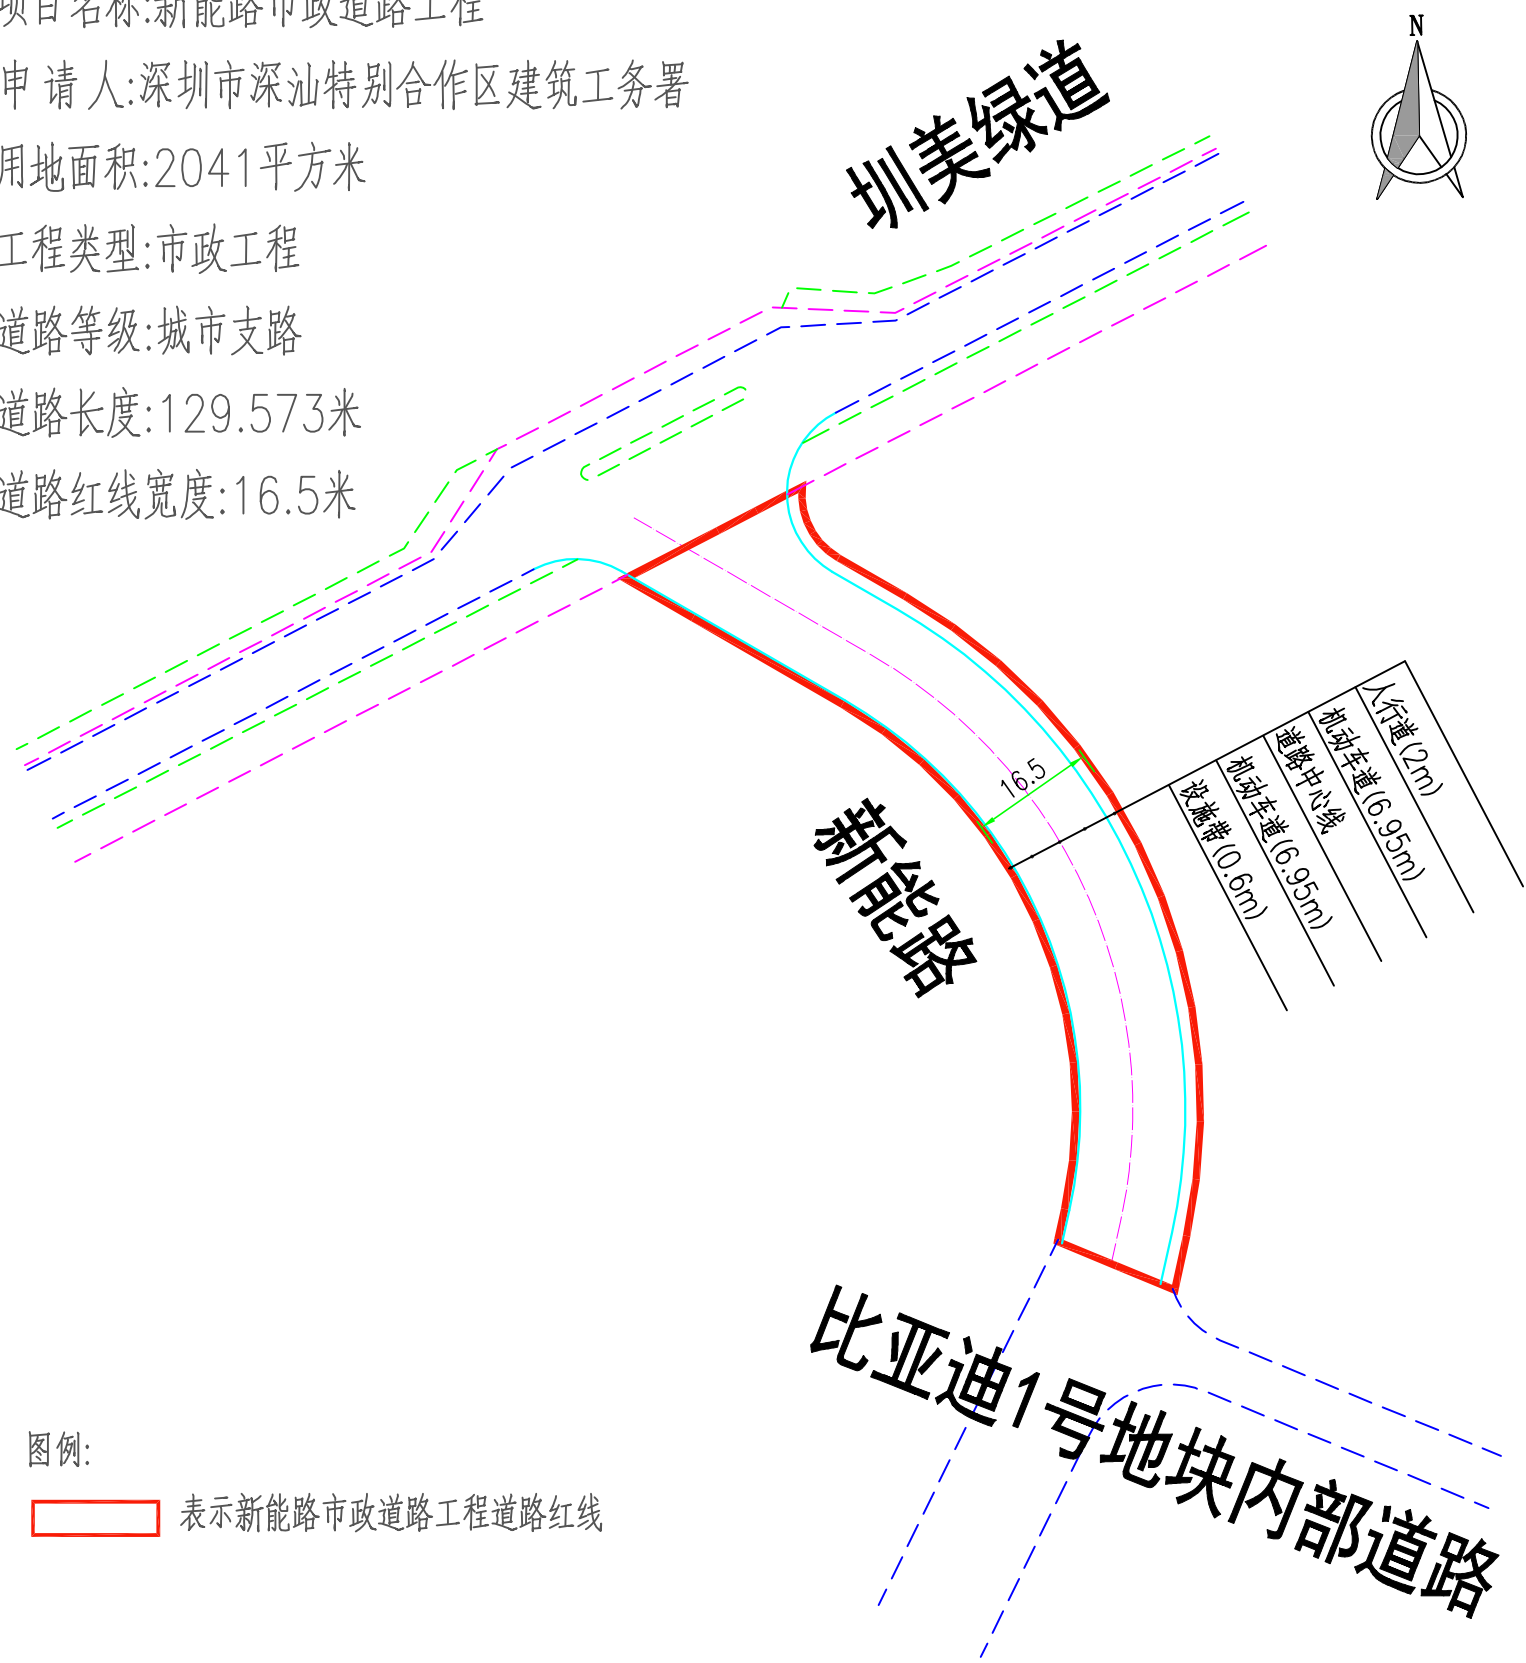 项目名称:新能路市政道路工程
申请人:深圳市深汕特别合作区建筑工务署
用地面积:2041平方米
工程类型:市政工程
道路等级:城市支路
道路长度:129.573米
道路红线宽度:16.5米
N
圳美绿道
16.5
人行道(2m)
机动车道(6.95m)
道路中心线
机动车道(6.95m)
设施带(0.6m)
新能路
比亚迪1号地块内部道路
图例:
表示新能路市政道路工程道路红线